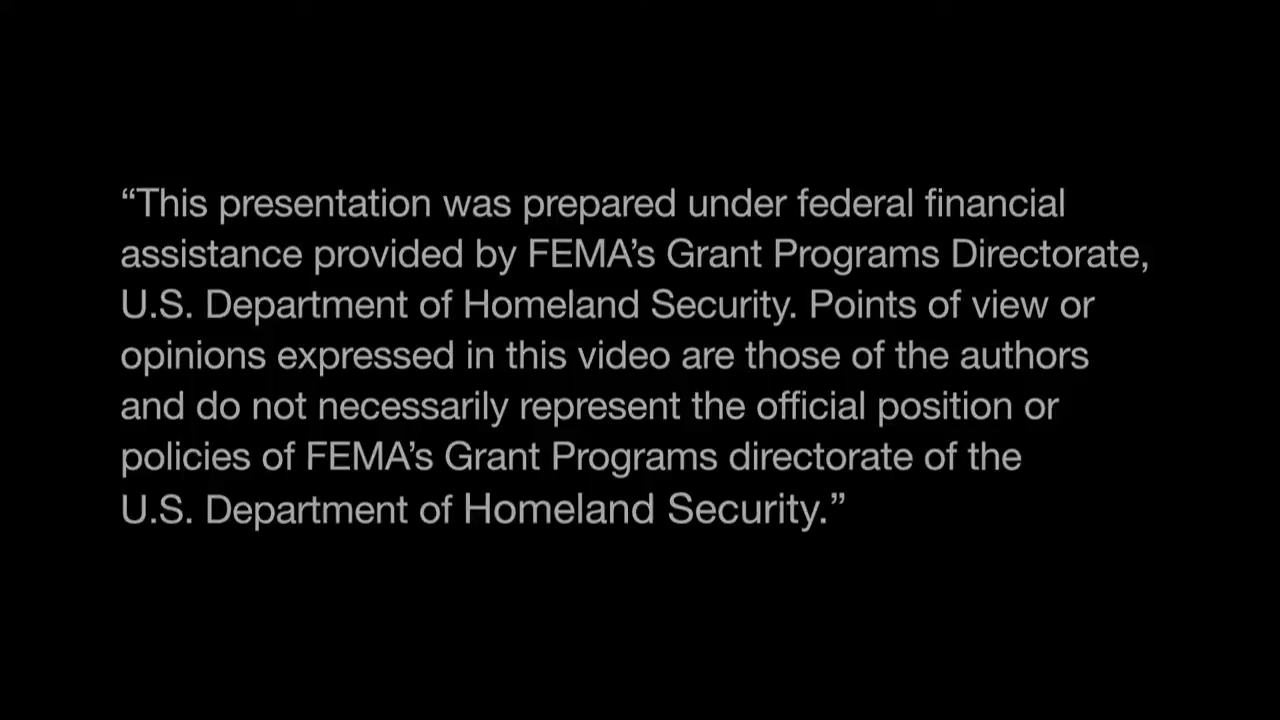 “This presentation was prepared under federal financial
assistance provided by FEMA’s Grant Programs Directorate,
U.S. Department of Homeland Security. Points of view or
opinions expressed in this video are those of the authors
and do not necessarily represent the official position or
policies of FEMA’s Grant Programs directorate of the
U.S. Department of Homeland Security.”